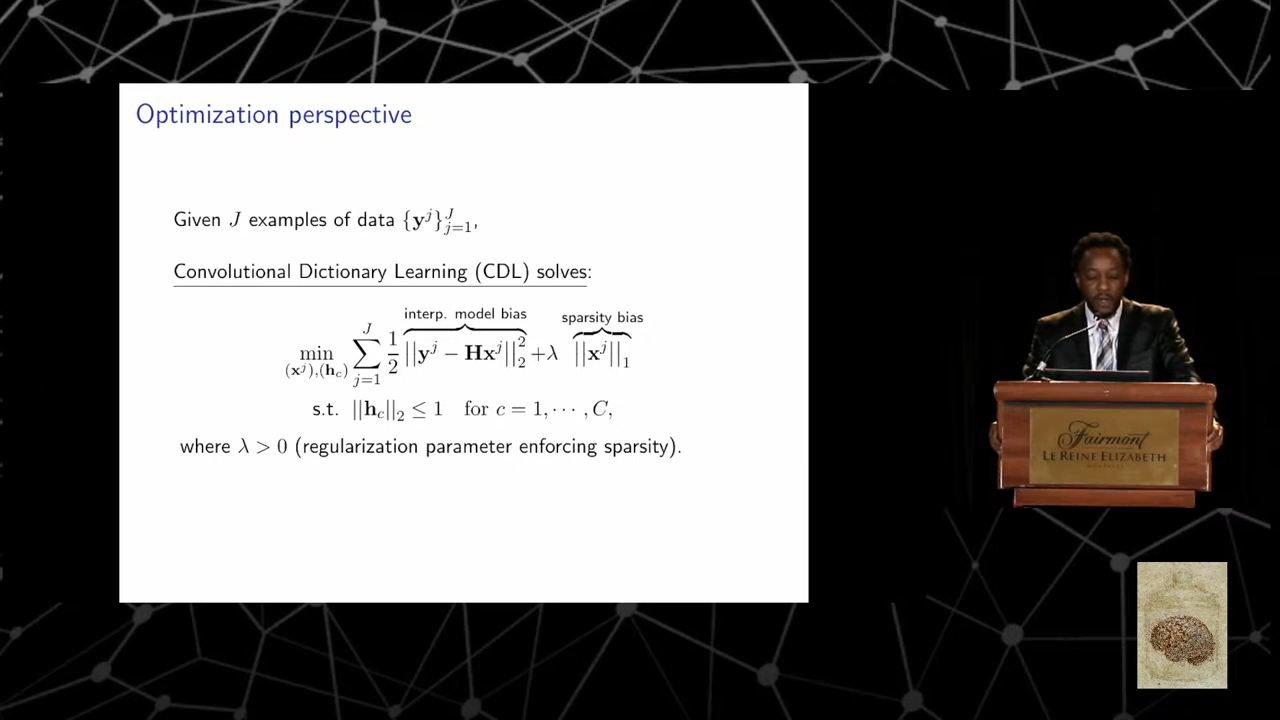 Optimization perspective
Given J examples of data {y^j}_{j=1}^J,
Convolutional Dictionary Learning (CDL) solves:
interp. model bias sparsity bias
min_{(x^j),(h_c)} ∑_{j=1}^J 1/2 ||y^j − Hx^j||_2^2 +λ ||x^j||_1
s.t. ||h_c||_2 ≤ 1 for c = 1, ··· , C,
where λ > 0 (regularization parameter enforcing sparsity).
Fairmont
LE REINE ELIZABETH